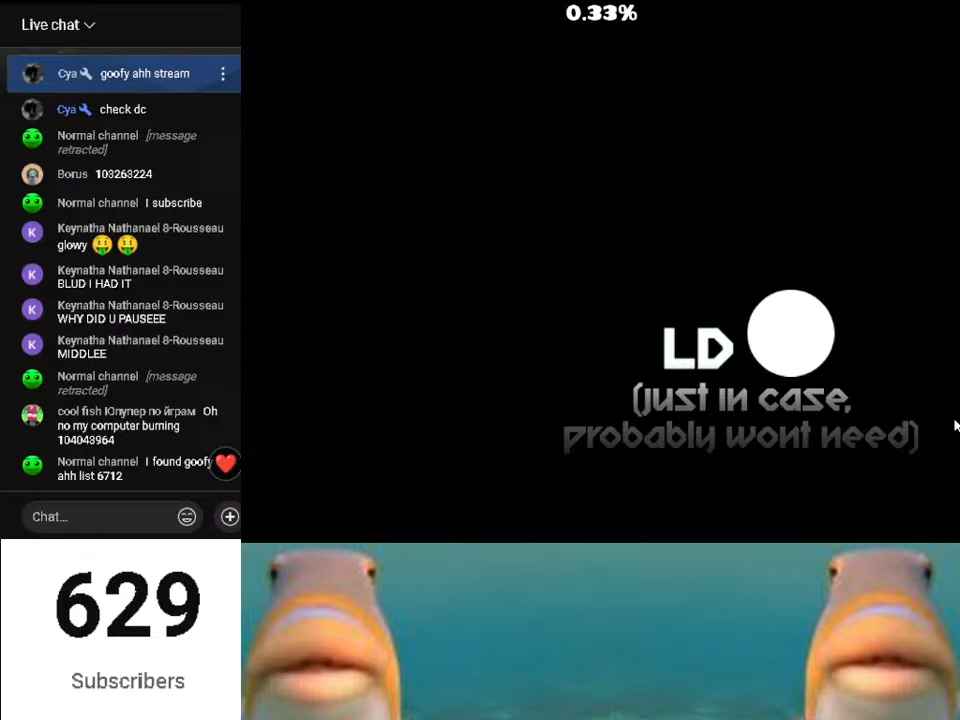 Live chat
Cya goofy ahh stream
Cya check dc
Normal channel [message
retracted]
Borus 103263224
Normal channel I subscribe
Keynatha Nathanael 8-Rousseau
glowy
K
Keynatha Nathanael 8-Rousseau
BLUD I HAD IT
K
Keynatha Nathanael 8-Rousseau
WHY DID U PAUSEEE
K
Keynatha Nathanael 8-Rousseau
MIDDLEE
K
Normal channel [message
retracted]
cool fish Юпупер по йграм Oh
no my computer burning
104043964
Normal channel I found goofy
ahh list 6712
Chat...
629
Subscribers
0.33%
LD
(just in case,
probably wont need)